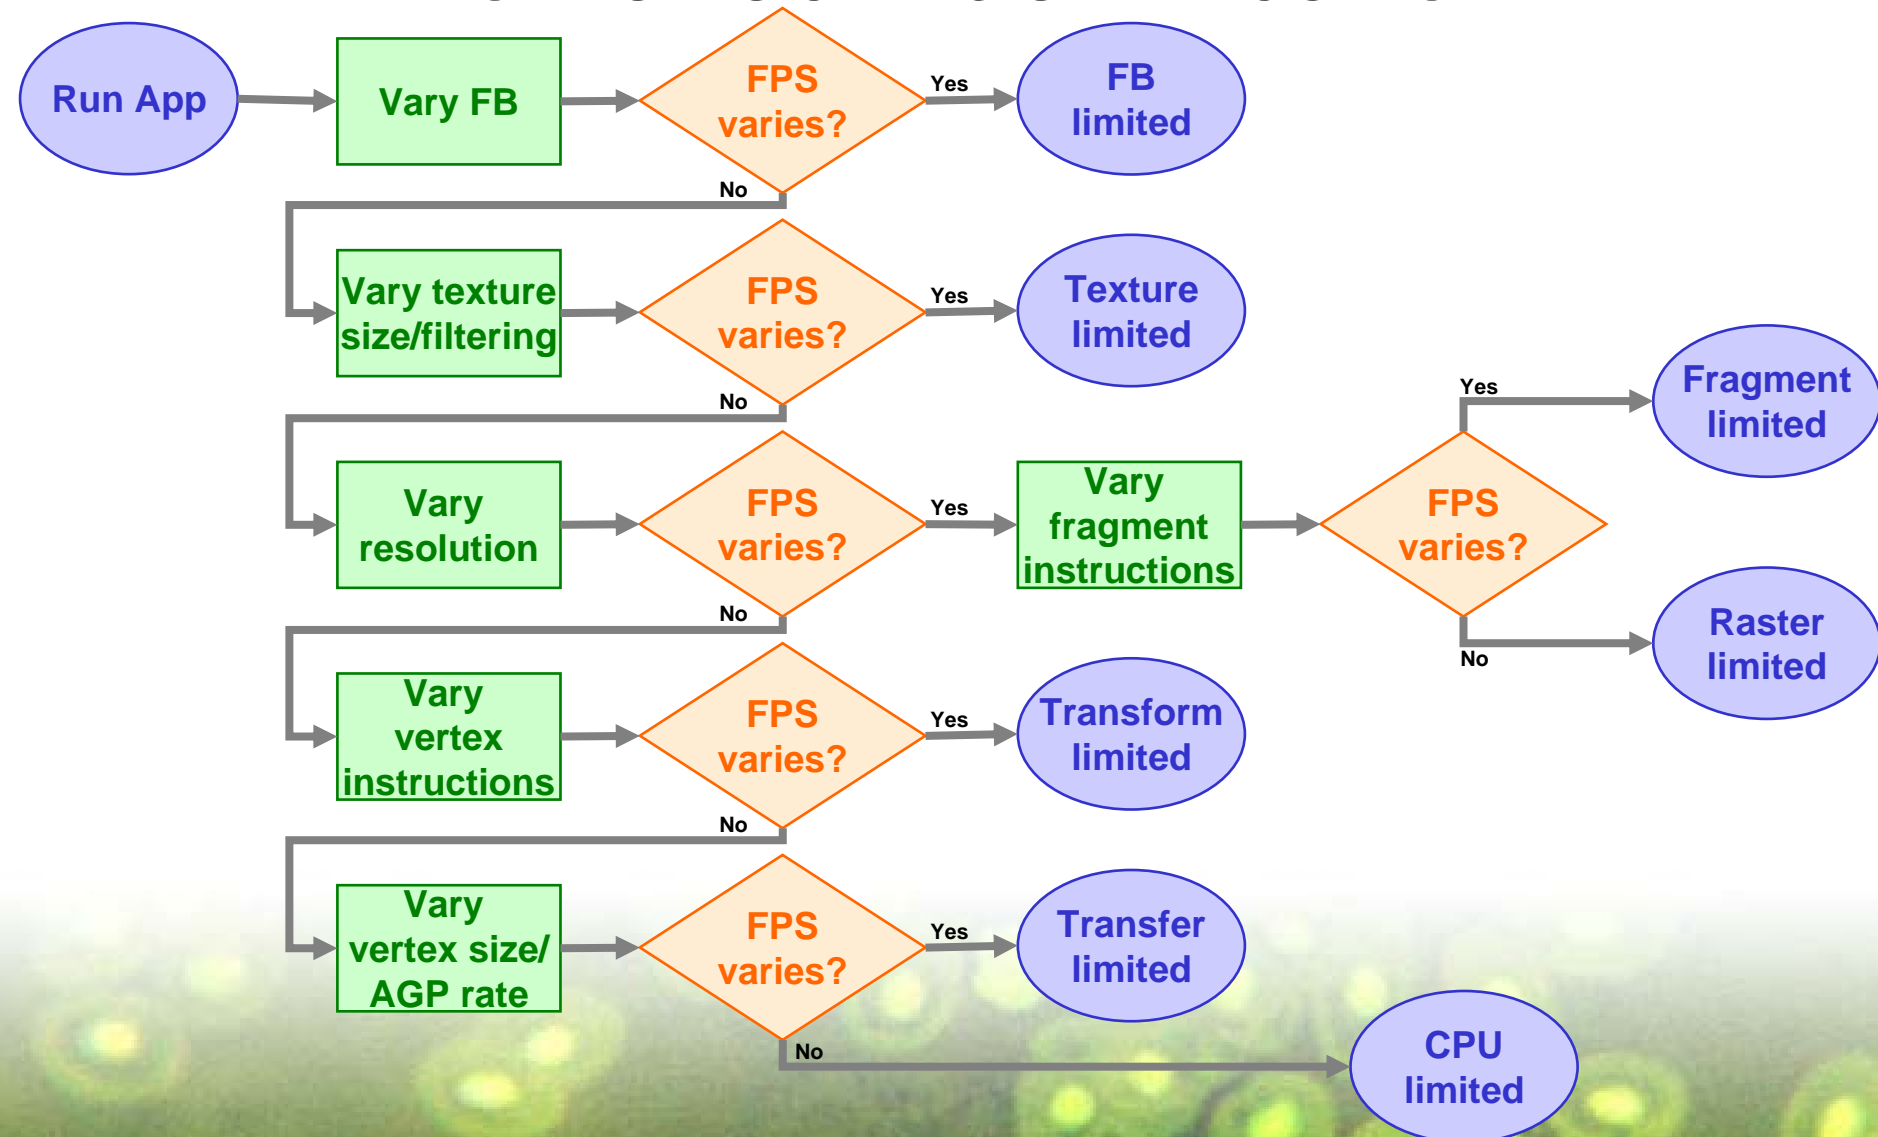 Run App
Vary FB
FPS
varies?
Yes
FB
limited
No
Vary texture
size/filtering
FPS
varies?
Yes
Texture
limited
No
Vary
resolution
FPS
varies?
Yes
Vary
fragment
instructions
FPS
varies?
Yes
Fragment
limited
No
Raster
limited
No
Vary
vertex
instructions
FPS
varies?
Yes
Transform
limited
No
Vary
vertex size/
AGP rate
FPS
varies?
Yes
Transfer
limited
No
CPU
limited